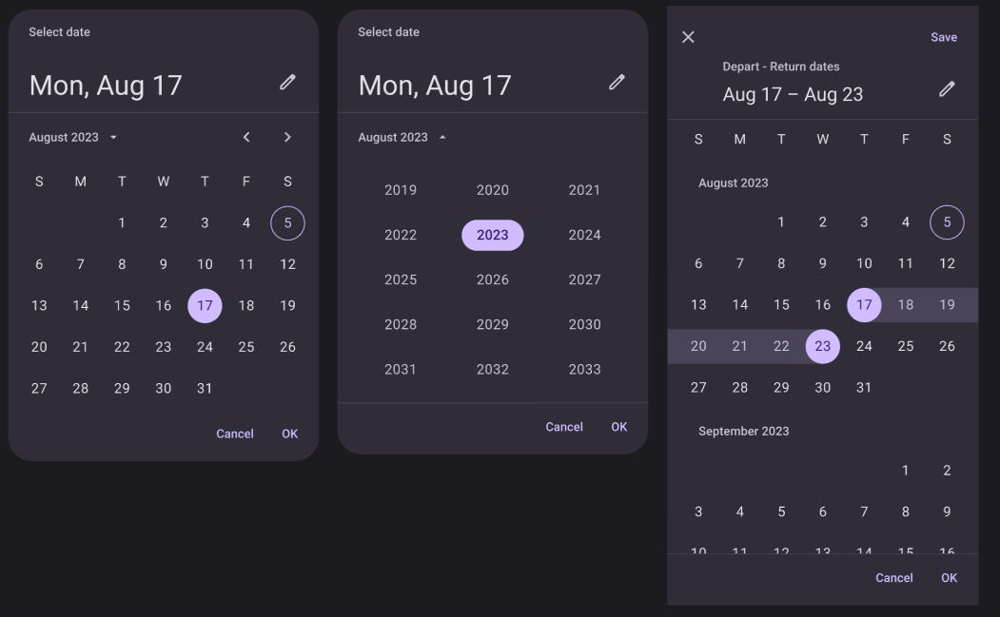 Select date
Mon, Aug 17
August 2023
S M T W T F S
1 2 3 4 5
6 7 8 9 10 11 12
13 14 15 16 17 18 19
20 21 22 23 24 25 26
27 28 29 30 31
Cancel OK
Select date
Mon, Aug 17
August 2023
2019 2020 2021
2022 2023 2024
2025 2026 2027
2028 2029 2030
2031 2032 2033
Cancel OK
Save
Depart - Return dates
Aug 17 – Aug 23
S M T W T F S
August 2023
1 2 3 4 5
6 7 8 9 10 11 12
13 14 15 16 17 18 19
20 21 22 23 24 25 26
27 28 29 30 31
September 2023
1 2
3 4 5 6 7 8 9
10 11 12 13 14 15 16
Cancel OK